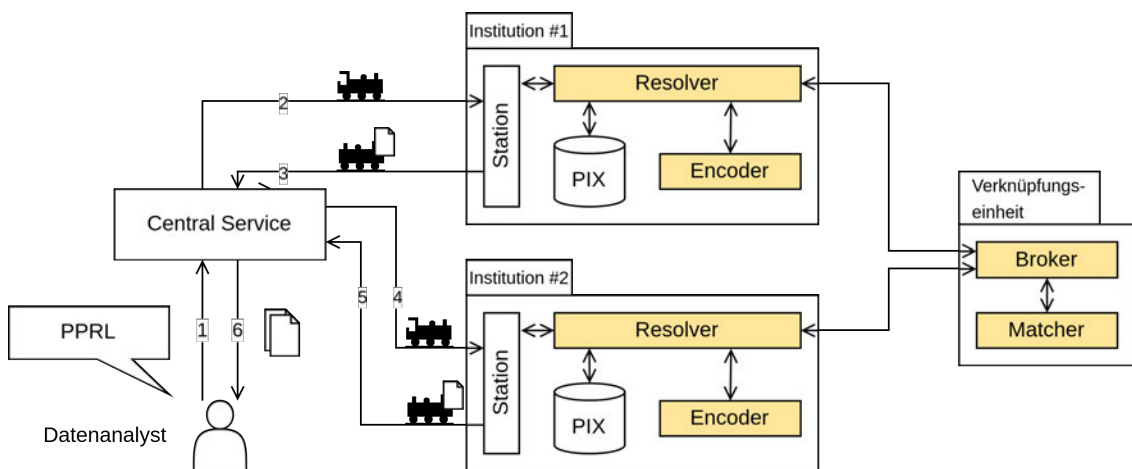 Institution #1
Resolver
Station
PIX
Encoder
2
3
Central Service
Verknüpfungs-
einheit
Broker
Matcher
Institution #2
Resolver
Station
PIX
Encoder
5
4
PPRL
1
6
Datenanalyst